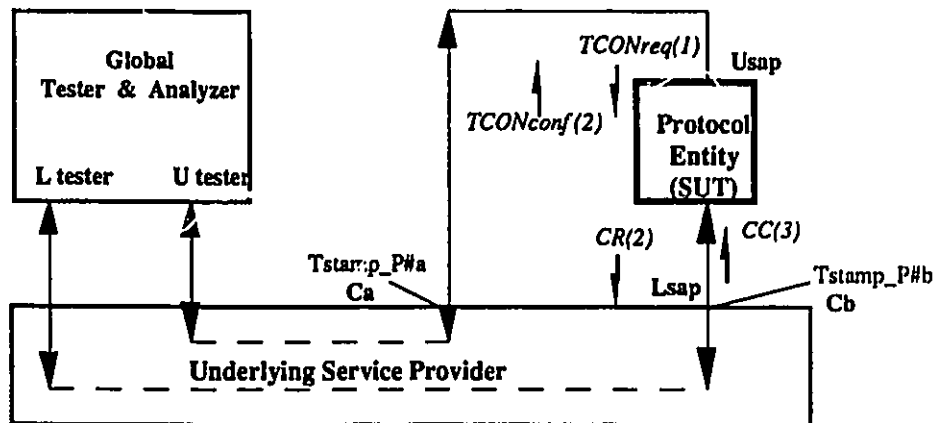 Global
Tester & Analyzer
L tester
U tester
TCONreq(1)
Usap
TCONconf(2)
Protocol
Entity
(SUT)
CR(2)
CC(3)
Tstamp_P#a
Ca
Lsap
Tstamp_P#b
Cb
Underlying Service Provider